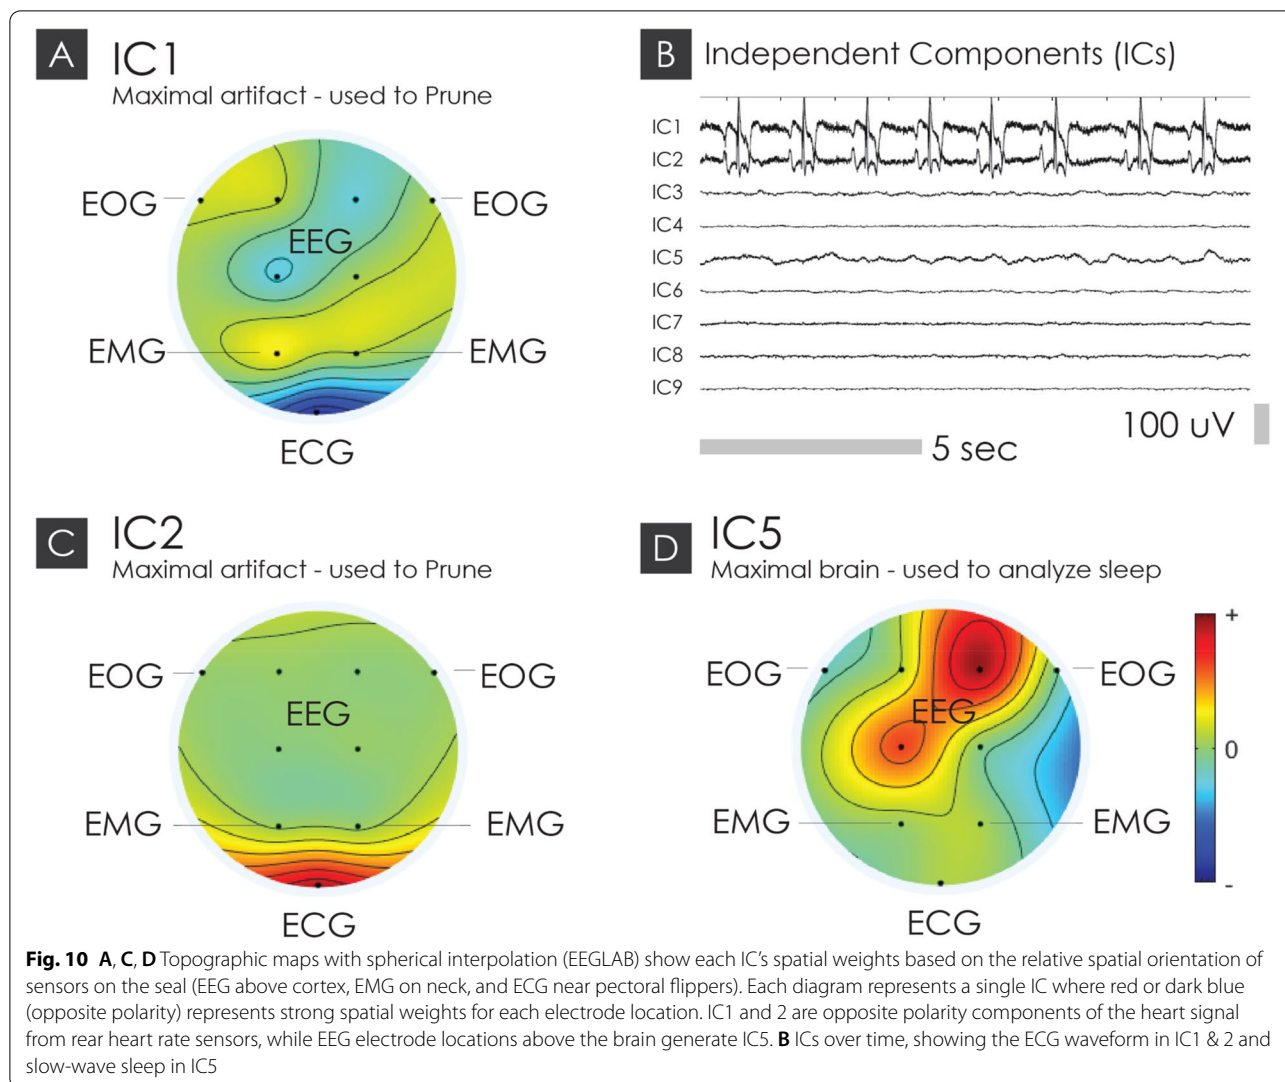 A
IC1
Maximal artifact - used to Prune
EOG
EOG
EEG
EMG
EMG
ECG
B
Independent Components (ICs)
IC1
IC2
IC3
IC4
IC5
IC6
IC7
IC8
IC9
100 uV
5 sec
C
IC2
Maximal artifact - used to Prune
EOG
EOG
EEG
EMG
EMG
ECG
D
IC5
Maximal brain - used to analyze sleep
EOG
EOG
EEG
EMG
EMG
ECG
+
0
-
Fig. 10 A, C, D Topographic maps with spherical interpolation (EEGLAB) show each IC's spatial weights based on the relative spatial orientation of
sensors on the seal (EEG above cortex, EMG on neck, and ECG near pectoral flippers). Each diagram represents a single IC where red or dark blue
(opposite polarity) represents strong spatial weights for each electrode location. IC1 and 2 are opposite polarity components of the heart signal
from rear heart rate sensors, while EEG electrode locations above the brain generate IC5. B ICs over time, showing the ECG waveform in IC1 & 2 and
slow-wave sleep in IC5